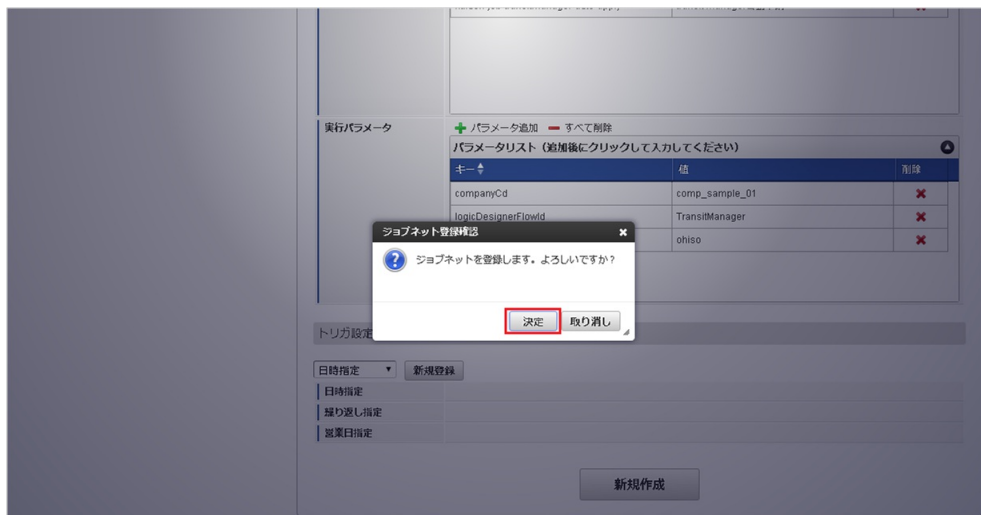 実行パラメータ
パラメータ追加 すべて削除
パラメータリスト（追加後にクリックして入力してください）
キー 値 削除
companyCd comp_sample_01
logicDesignerFlowId TransitManager
ohiso
ジョブネット登録確認
ジョブネットを登録します。よろしいですか？
決定 取り消し
トリガ設定
日時指定 新規登録
日時指定
繰り返し指定
営業日指定
新規作成